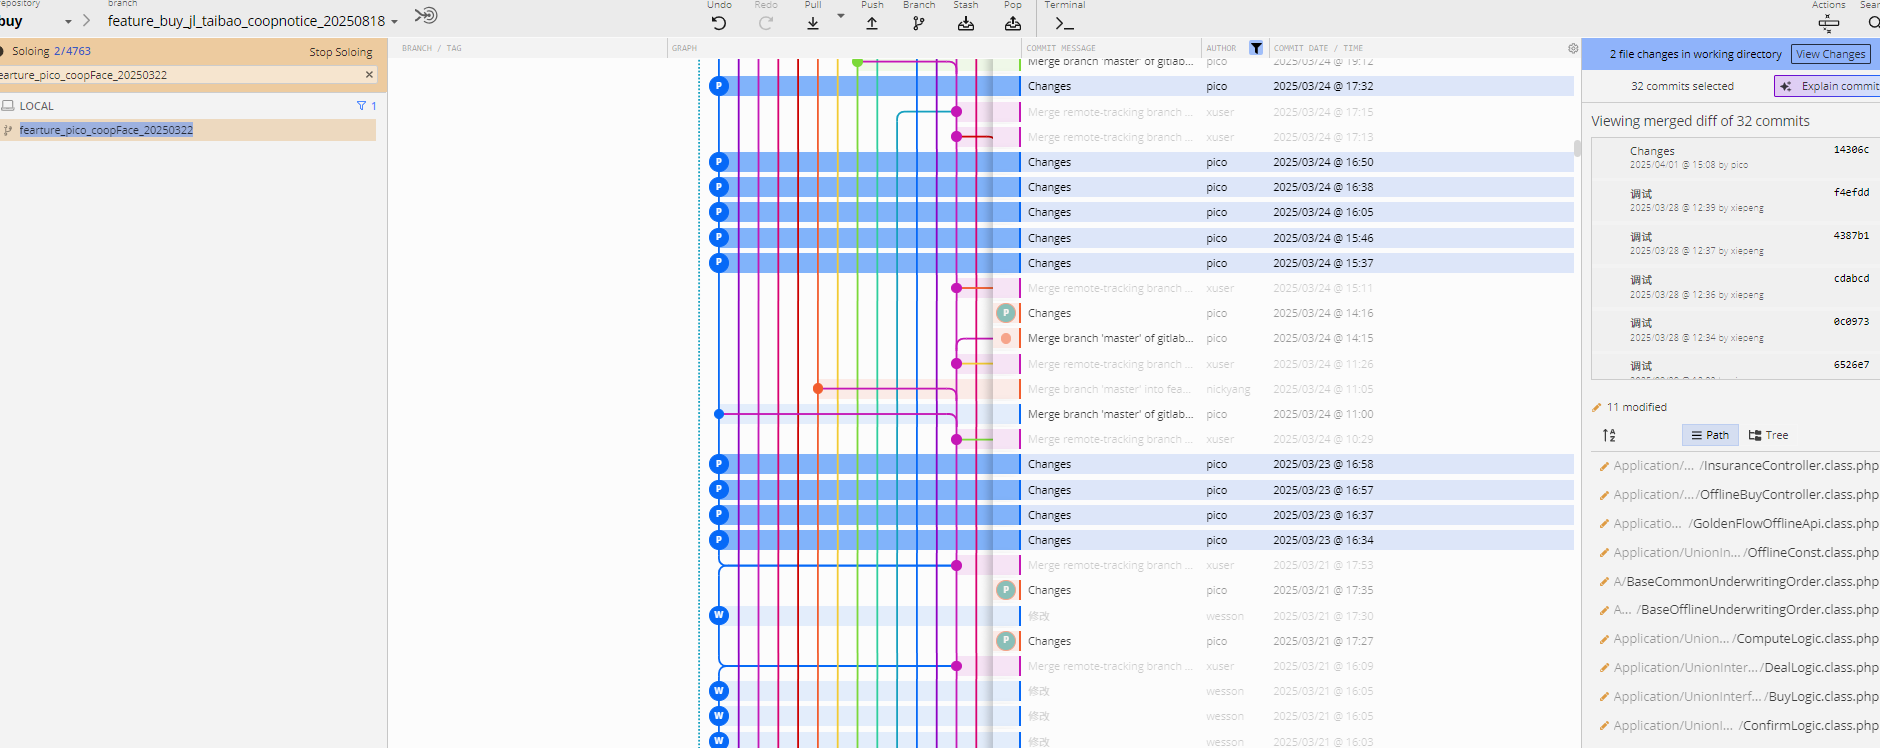 repository
buy
branch
feature_buy_jl_taibao_coopnotice_20250818
Undo
Redo
Pull
Push
Branch
Stash
Pop
Terminal
Actions
Sear
Soloing 2/4763
Stop Soloing
earture_pico_coopFace_20250322
LOCAL
1
fearture_pico_coopFace_20250322
BRANCH / TAG
GRAPH
COMMIT MESSAGE
AUTHOR
COMMIT DATE / TIME
Merge branch 'master' of gitlab... pico 2025/03/24 @ 19:12
P Changes pico 2025/03/24 @ 17:32
Merge remote-tracking branch ... xuser 2025/03/24 @ 17:15
Merge remote-tracking branch ... xuser 2025/03/24 @ 17:13
P Changes pico 2025/03/24 @ 16:50
P Changes pico 2025/03/24 @ 16:38
P Changes pico 2025/03/24 @ 16:05
P Changes pico 2025/03/24 @ 15:46
P Changes pico 2025/03/24 @ 15:37
Merge remote-tracking branch ... xuser 2025/03/24 @ 15:11
P Changes pico 2025/03/24 @ 14:16
Merge branch 'master' of gitlab... pico 2025/03/24 @ 14:15
Merge remote-tracking branch ... xuser 2025/03/24 @ 11:26
Merge branch 'master' into fea... nickyang 2025/03/24 @ 11:05
Merge branch 'master' of gitlab... pico 2025/03/24 @ 11:00
Merge remote-tracking branch ... xuser 2025/03/24 @ 10:29
P Changes pico 2025/03/23 @ 16:58
P Changes pico 2025/03/23 @ 16:57
P Changes pico 2025/03/23 @ 16:37
P Changes pico 2025/03/23 @ 16:34
Merge remote-tracking branch ... xuser 2025/03/21 @ 17:53
P Changes pico 2025/03/21 @ 17:35
W 修改 wesson 2025/03/21 @ 17:30
P Changes pico 2025/03/21 @ 17:27
Merge remote-tracking branch ... xuser 2025/03/21 @ 16:09
W 修改 wesson 2025/03/21 @ 16:05
W 修改 wesson 2025/03/21 @ 16:05
W 修改 wesson 2025/03/21 @ 16:03
2 file changes in working directory
View Changes
32 commits selected
Explain commit
Viewing merged diff of 32 commits
Changes 14306c
2025/04/01 @ 15:08 by pico
调试 f4efdd
2025/03/28 @ 12:39 by xiepeng
调试 4387b1
2025/03/28 @ 12:37 by xiepeng
调试 cdabcd
2025/03/28 @ 12:36 by xiepeng
调试 0c0973
2025/03/28 @ 12:34 by xiepeng
调试 6526e7
11 modified
Path
Tree
Application/... /InsuranceController.class.php
Application/... /OfflineBuyController.class.php
Applicatio... /GoldenFlowOfflineApi.class.php
Application/UnionIn... /OfflineConst.class.php
A/BaseCommonUnderwritingOrder.class.php
A... /BaseOfflineUnderwritingOrder.class.php
Application/Union... /ComputeLogic.class.php
Application/UnionInter... /DealLogic.class.php
Application/UnionInterf... /BuyLogic.class.php
Application/UnionI... /ConfirmLogic.class.php